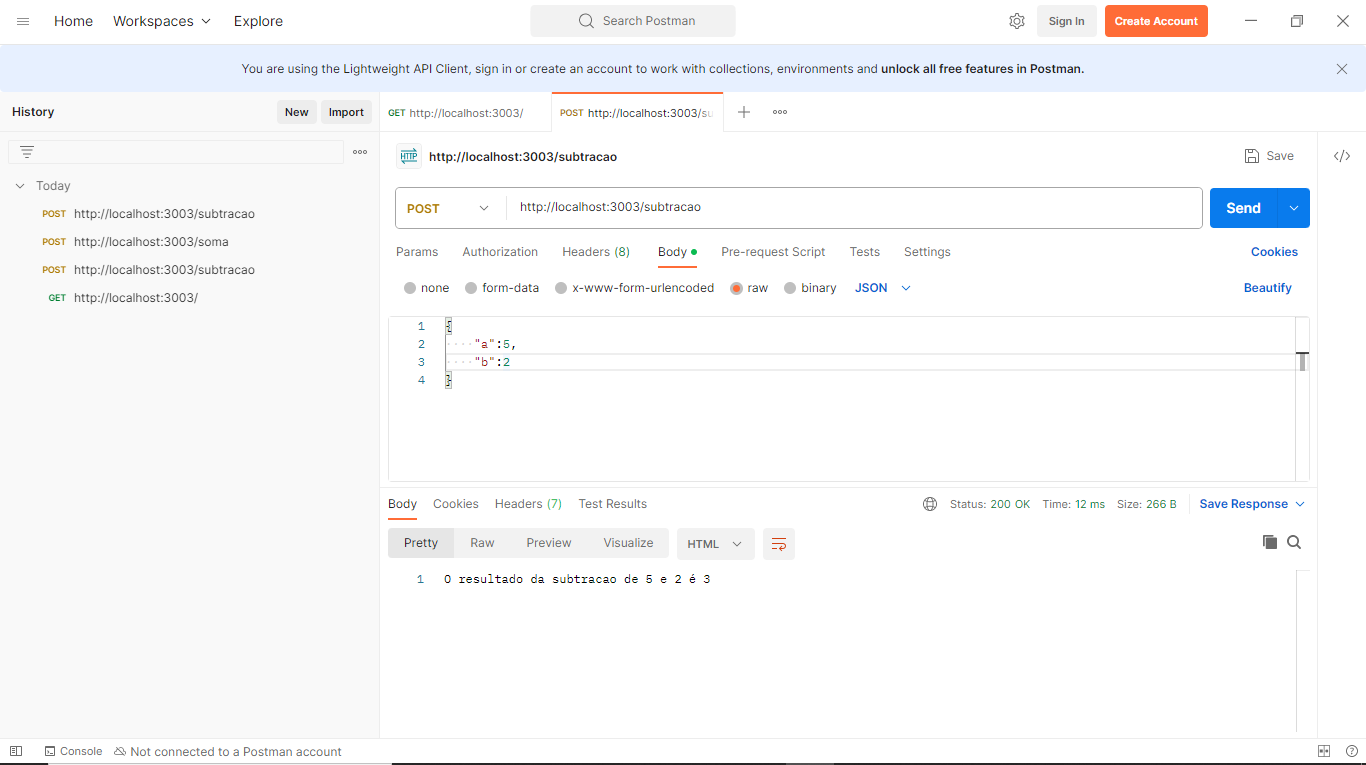 Home Workspaces Explore Search Postman Sign In Create Account
You are using the Lightweight API Client, sign in or create an account to work with collections, environments and unlock all free features in Postman.
History New Import
GET http://localhost:3003/ POST http://localhost:3003/su
HTTP http://localhost:3003/subtracao Save </>
Today
POST http://localhost:3003/subtracao
POST http://localhost:3003/soma
POST http://localhost:3003/subtracao
GET http://localhost:3003/
POST http://localhost:3003/subtracao Send
Params Authorization Headers (8) Body Pre-request Script Tests Settings Cookies
none form-data x-www-form-urlencoded raw binary JSON Beautify
1 {
2 "a":5,
3 "b":2
4 }
Body Cookies Headers (7) Test Results Status: 200 OK Time: 12 ms Size: 266 B Save Response
Pretty Raw Preview Visualize HTML
1 O resultado da subtracao de 5 e 2 é 3
Console Not connected to a Postman account